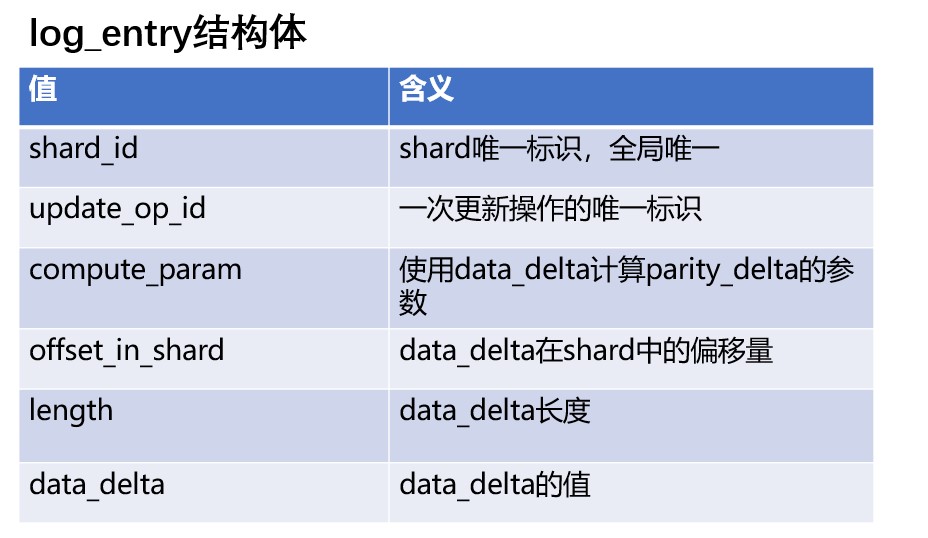 log_entry结构体
值 含义
shard_id shard唯一标识，全局唯一
update_op_id 一次更新操作的唯一标识
compute_param 使用data_delta计算parity_delta的参
数
offset_in_shard data_delta在shard中的偏移量
length data_delta长度
data_delta data_delta的值